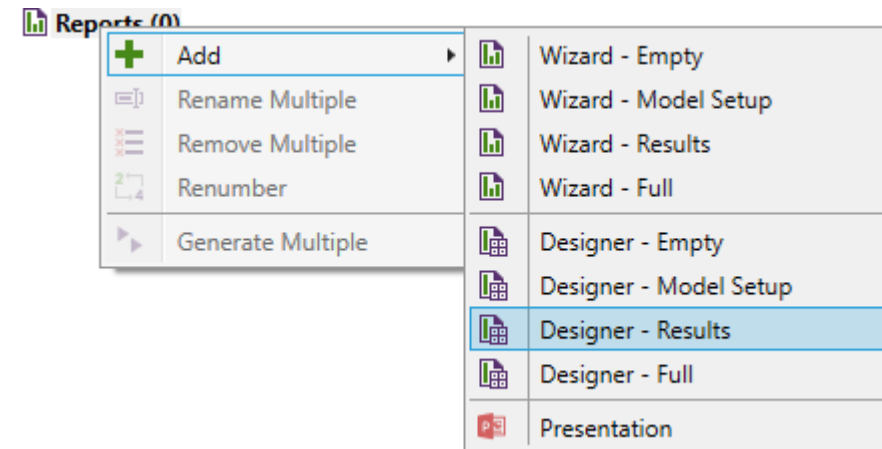 Reports (0)
Add
Rename Multiple
Remove Multiple
Renumber
Generate Multiple
Wizard - Empty
Wizard - Model Setup
Wizard - Results
Wizard - Full
Designer - Empty
Designer - Model Setup
Designer - Results
Designer - Full
Presentation